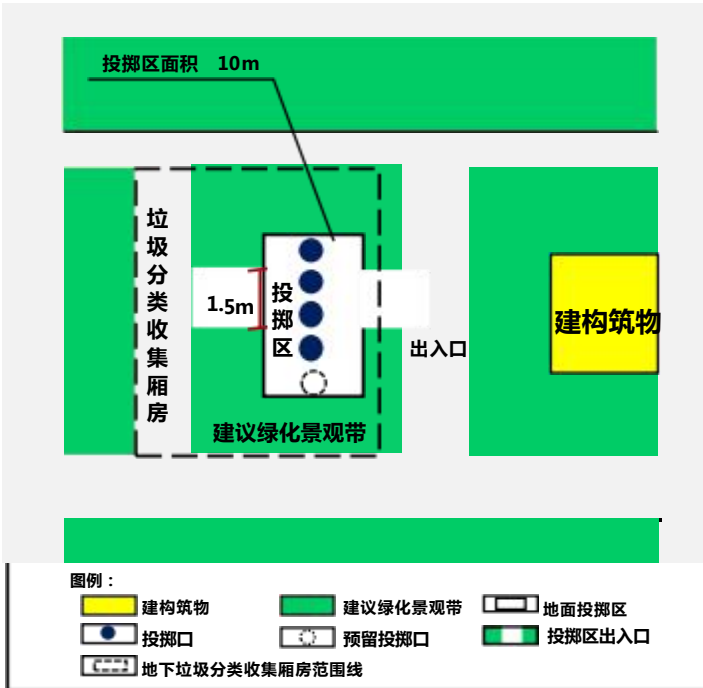 投掷区面积 10m
垃圾分类收集厢房
1.5m
投掷区
建构筑物
出入口
建议绿化景观带
图例：
建构筑物
建议绿化景观带
地面投掷区
投掷口
预留投掷口
投掷区出入口
地下垃圾分类收集厢房范围线